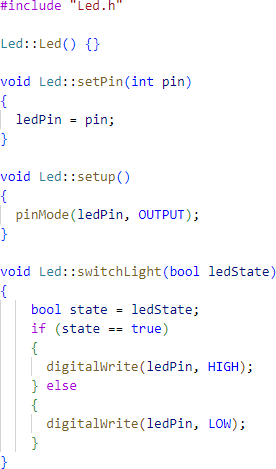 #include "Led.h"
Led::Led() {}
void Led::setPin(int pin)
{
  ledPin = pin;
}
void Led::setup()
{
  pinMode(ledPin, OUTPUT);
}
void Led::switchLight(bool ledState)
{
    bool state = ledState;
    if (state == true)
    {
      digitalWrite(ledPin, HIGH);
    } else
    {
      digitalWrite(ledPin, LOW);
    }
}